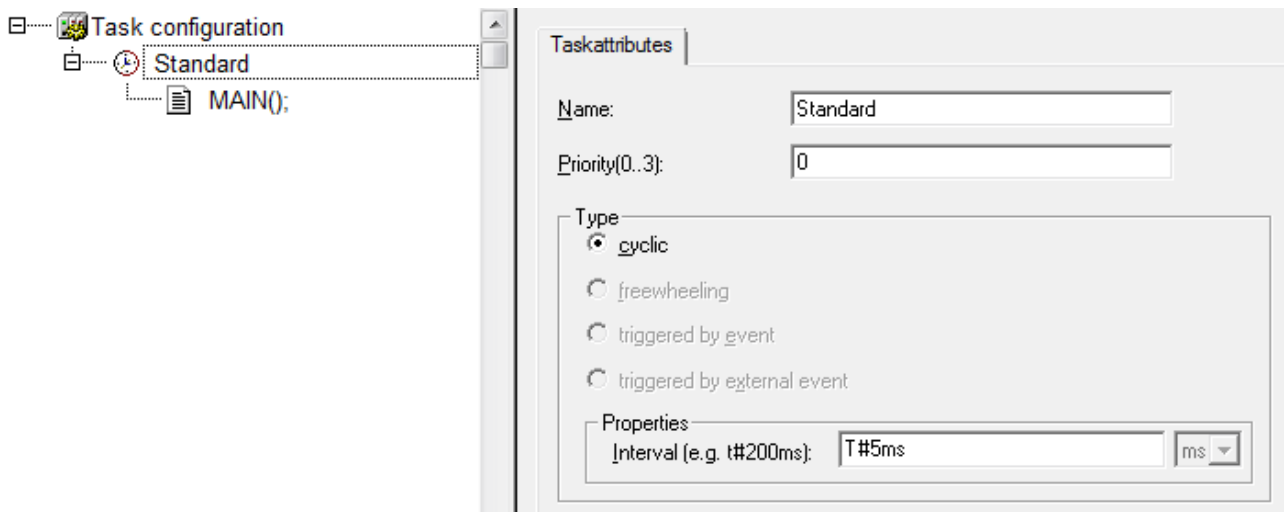 Task configuration
Standard
MAIN();
Taskattributes
Name: Standard
Priority(0..3): 0
Type
cyclic
freewheeling
triggered by event
triggered by external event
Properties
Interval (e.g. t#200ms): T#5ms ms